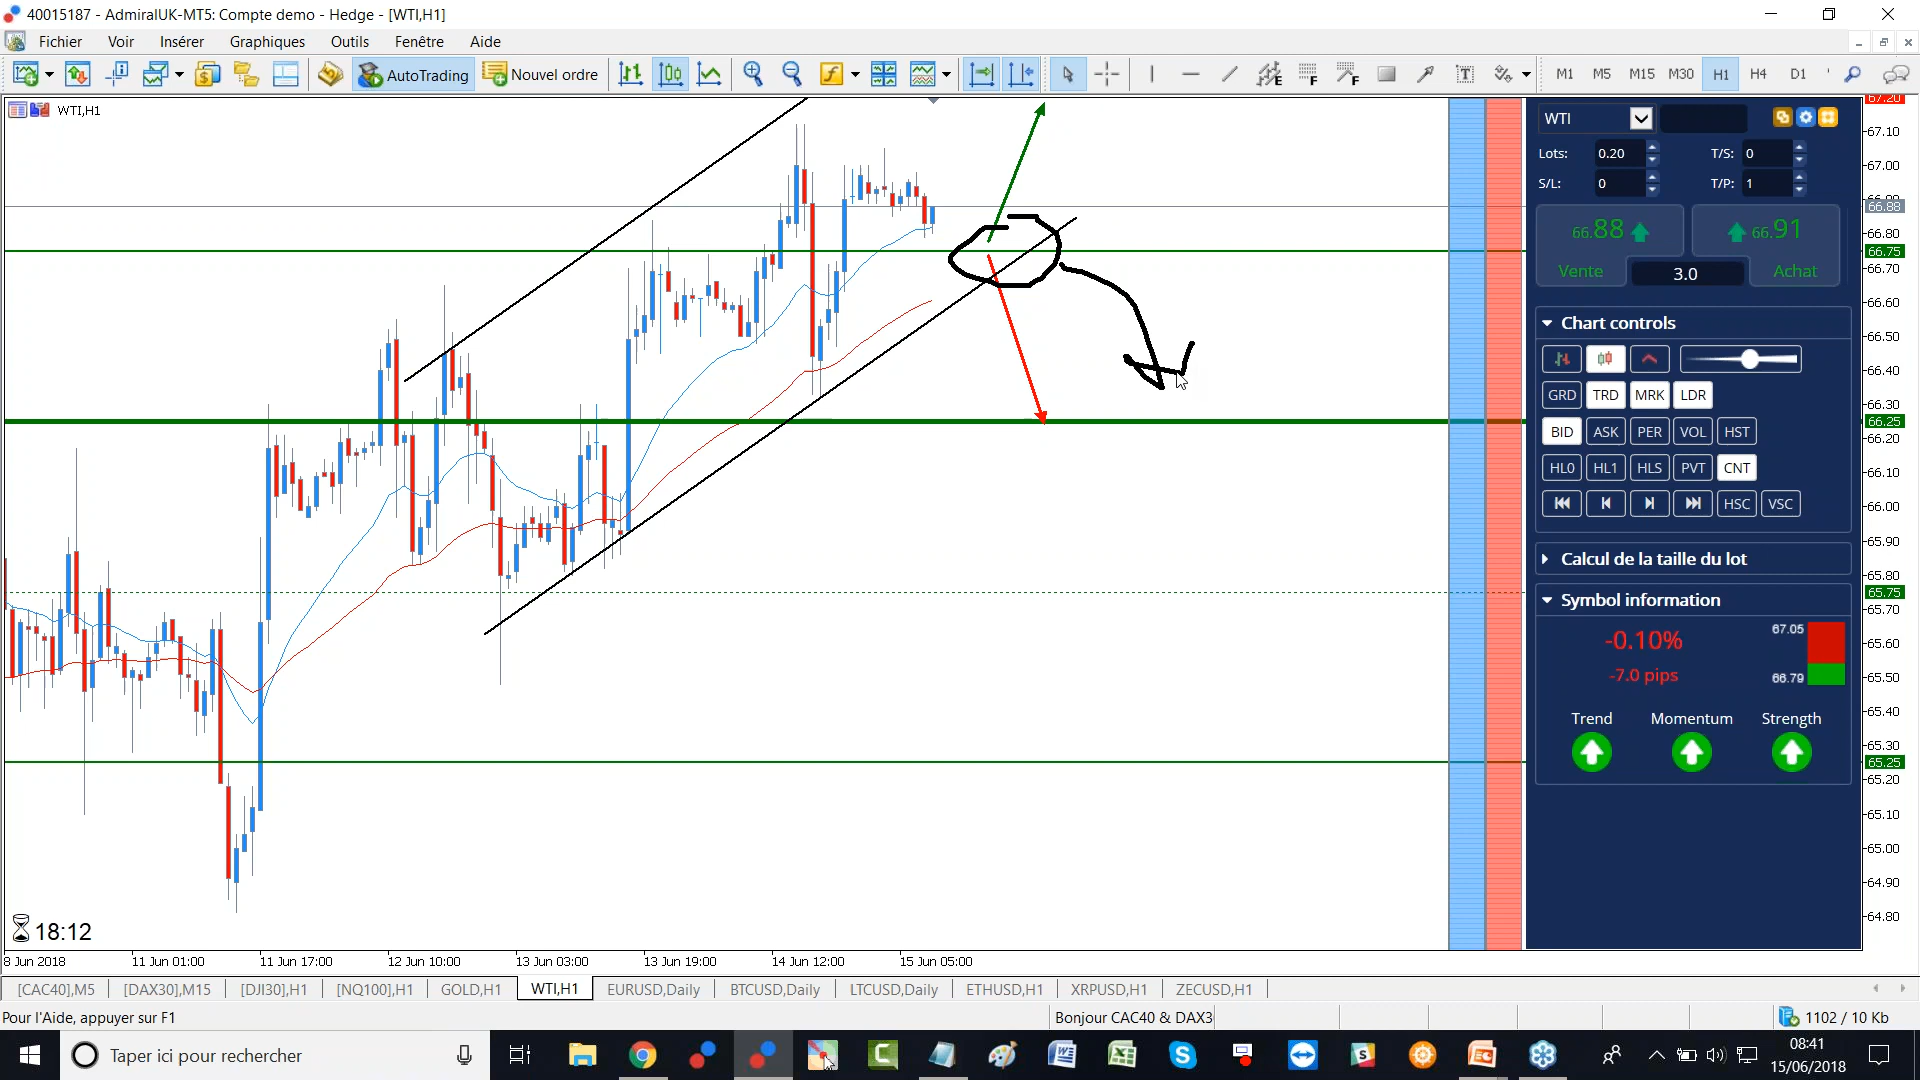 40015187 - AdmiralUK-MT5: Compte demo - Hedge - [WTI,H1]
Fichier Voir Insérer Graphiques Outils Fenêtre Aide
AutoTrading Nouvel ordre M1 M5 M15 M30 H1 H4 D1
WTI,H1
67.20
67.10
67.00
66.88
66.80
66.75
66.70
66.60
66.50
66.40
66.30
66.25
66.20
66.10
66.00
65.90
65.80
65.75
65.70
65.60
65.50
65.40
65.30
65.25
65.20
65.10
65.00
64.90
64.80
WTI
Lots: 0.20 T/S: 0
S/L: 0 T/P: 1
66.88 66.91
Vente 3.0 Achat
Chart controls
GRD TRD MRK LDR
BID ASK PER VOL HST
HL0 HL1 HLS PVT CNT
HSC VSC
Calcul de la taille du lot
Symbol information
-0.10% 67.05
-7.0 pips 66.79
Trend Momentum Strength
18:12
8 Jun 2018 11 Jun 01:00 11 Jun 17:00 12 Jun 10:00 13 Jun 03:00 13 Jun 19:00 14 Jun 12:00 15 Jun 05:00
[CAC40],M5 [DAX30],M15 [DJI30],H1 [NQ100],H1 GOLD,H1 WTI,H1 EURUSD,Daily BTCUSD,Daily LTCUSD,Daily ETHUSD,H1 XRPUSD,H1 ZECUSD,H1
Pour l'Aide, appuyer sur F1 Bonjour CAC40 & DAX3 1102 / 10 Kb
Taper ici pour rechercher 08:41
15/06/2018